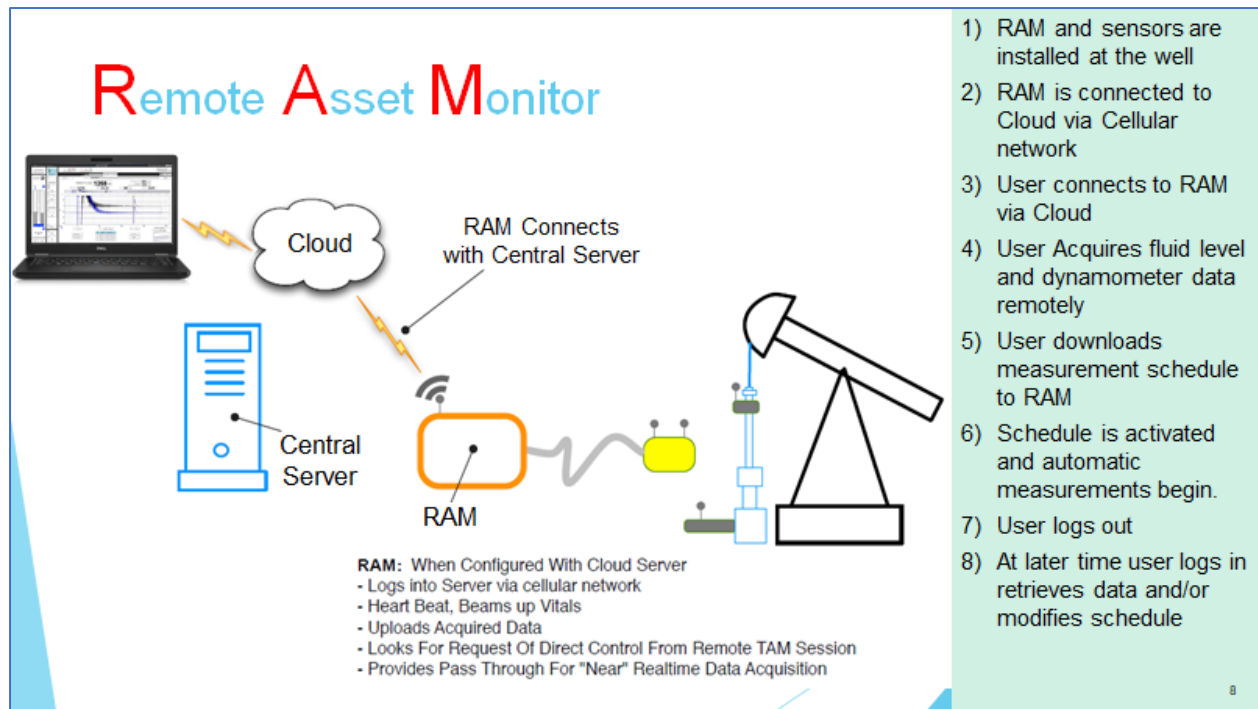 Remote Asset Monitor
Cloud
RAM Connects
with Central Server
Central
Server
RAM
RAM: When Configured With Cloud Server
- Logs into Server via cellular network
- Heart Beat, Beams up Vitals
- Uploads Acquired Data
- Looks For Request Of Direct Control From Remote TAM Session
- Provides Pass Through For "Near" Realtime Data Acquisition
1) RAM and sensors are
installed at the well
2) RAM is connected to
Cloud via Cellular
network
3) User connects to RAM
via Cloud
4) User Acquires fluid level
and dynamometer data
remotely
5) User downloads
measurement schedule
to RAM
6) Schedule is activated
and automatic
measurements begin.
7) User logs out
8) At later time user logs in
retrieves data and/or
modifies schedule
8